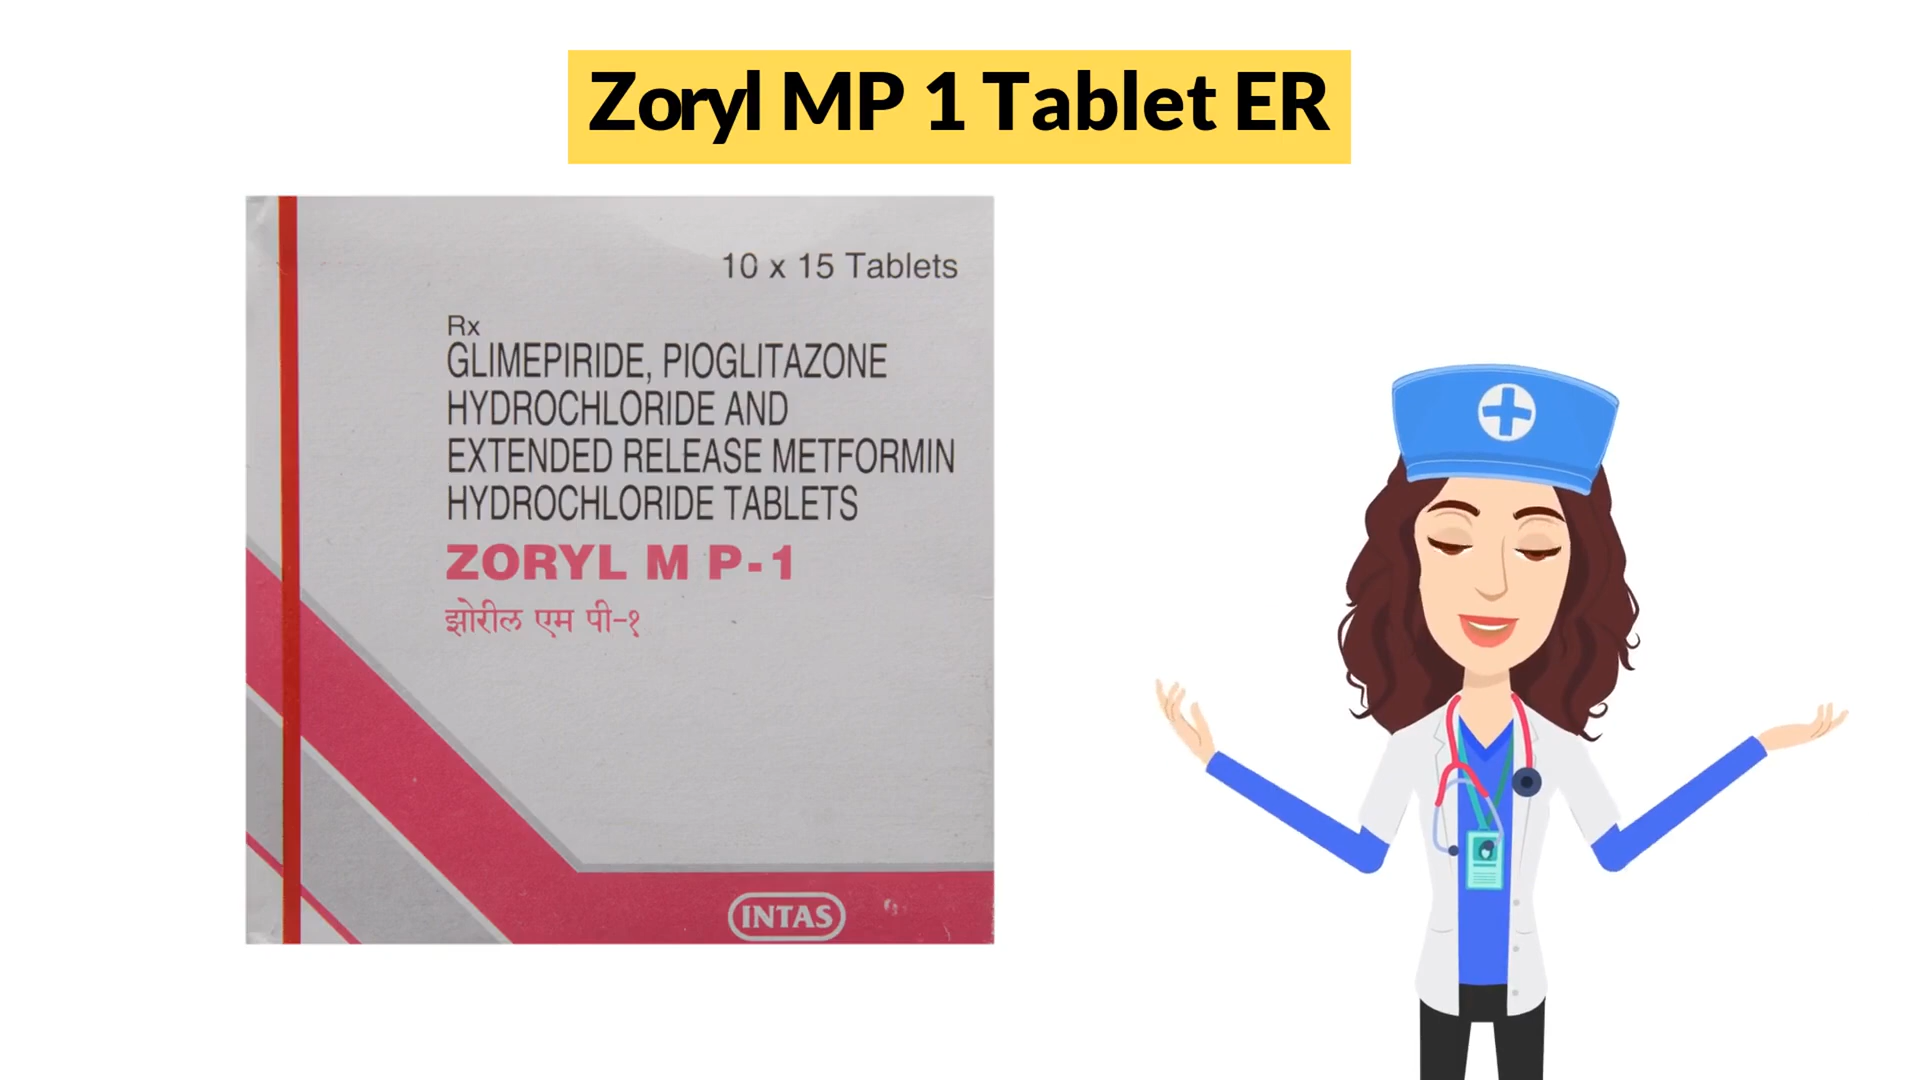 Zoryl MP 1 Tablet ER
10 x 15 Tablets
Rx
GLIMEPIRIDE, PIOGLITAZONE
HYDROCHLORIDE AND
EXTENDED RELEASE METFORMIN
HYDROCHLORIDE TABLETS
ZORYL M P-1
झोरील एम पी-१
INTAS